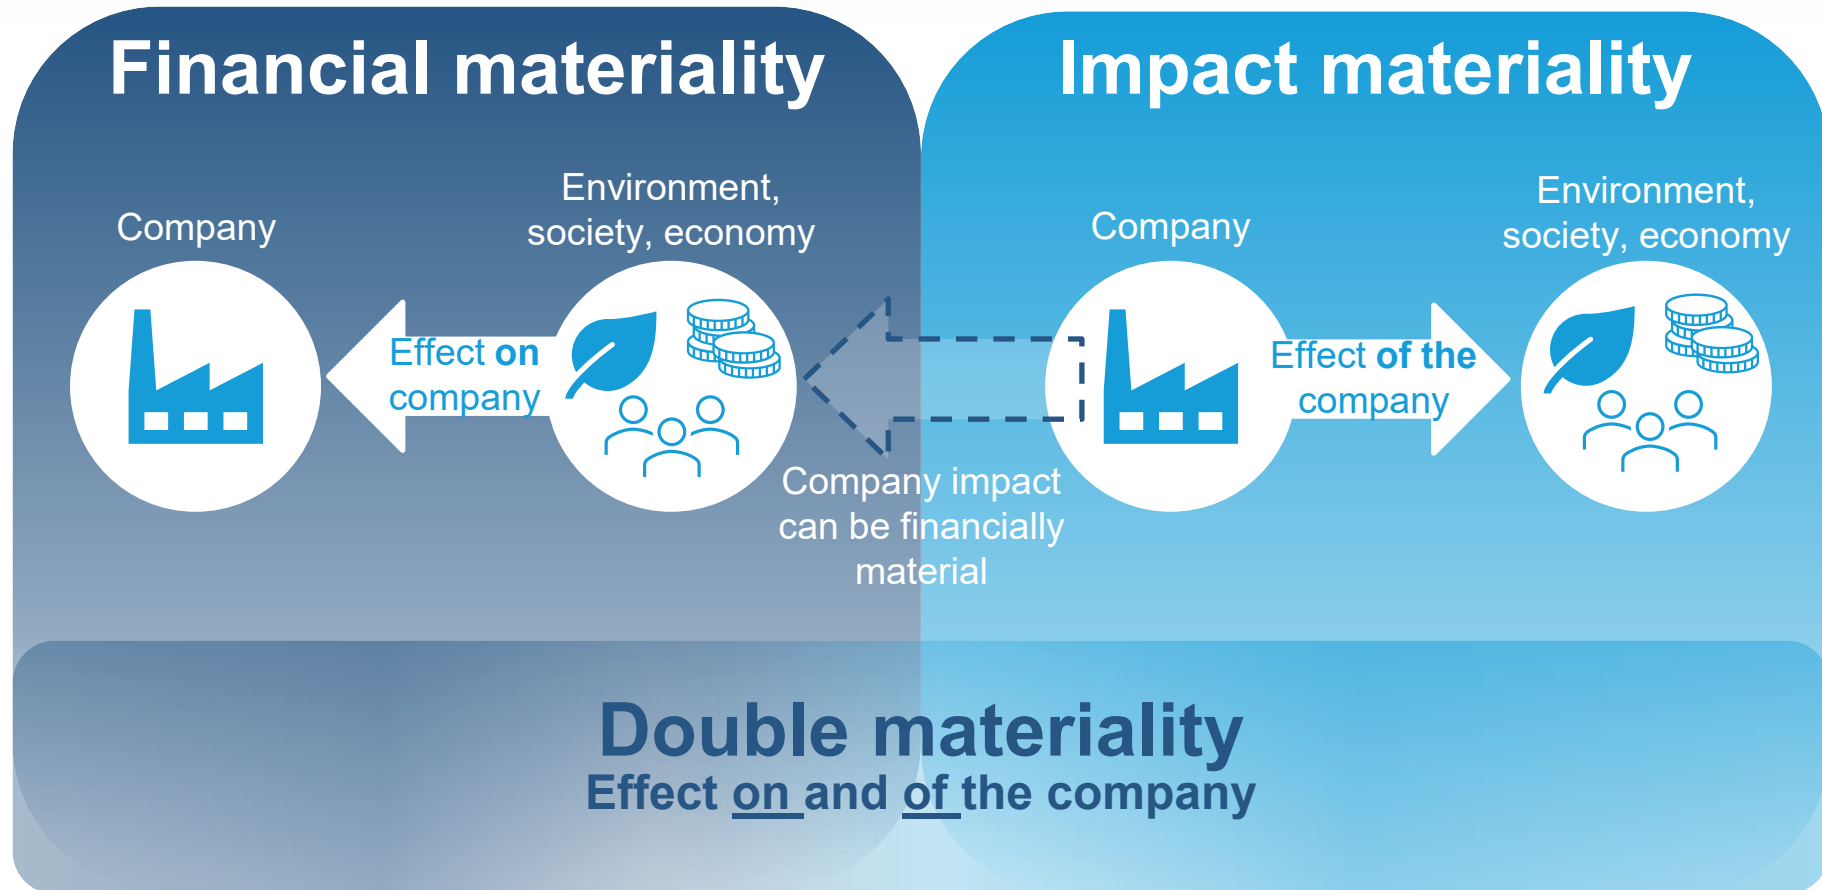 Financial materiality
Company
Environment,
society, economy
Effect on
company
Company impact
can be financially
material
Impact materiality
Company
Environment,
society, economy
Effect of the
company
Double materiality
Effect on and of the company